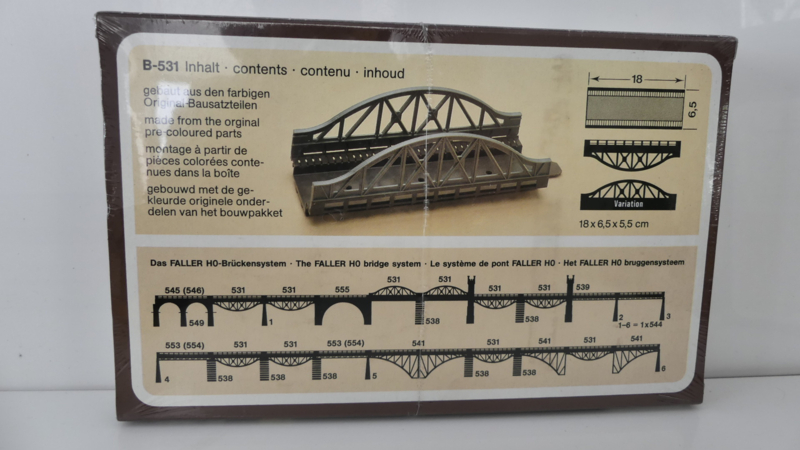 B-531 Inhalt · contents · contenu · inhoud
gebaut aus den farbigen
Original-Bausatzteilen
made from the orginal
pre-coloured parts
montage à partir de
pièces colorées conte-
nues dans la boîte
gebouwd met de ge-
kleurde originele onder-
delen van het bouwpakket
18
6,5
Variation
18 x 6,5 x 5,5 cm
Das FALLER H0-Brückensystem · The FALLER H0 bridge system · Le système de pont FALLER H0 · Het FALLER H0 bruggensysteem
545 (546) 531 531 555 531 531 531 531 539
549 1 538 538 2 3
1–6 = 1x544
553 (554) 531 531 553 (554) 541 531 541 531 541
4 538 538 538 5 538 538 6